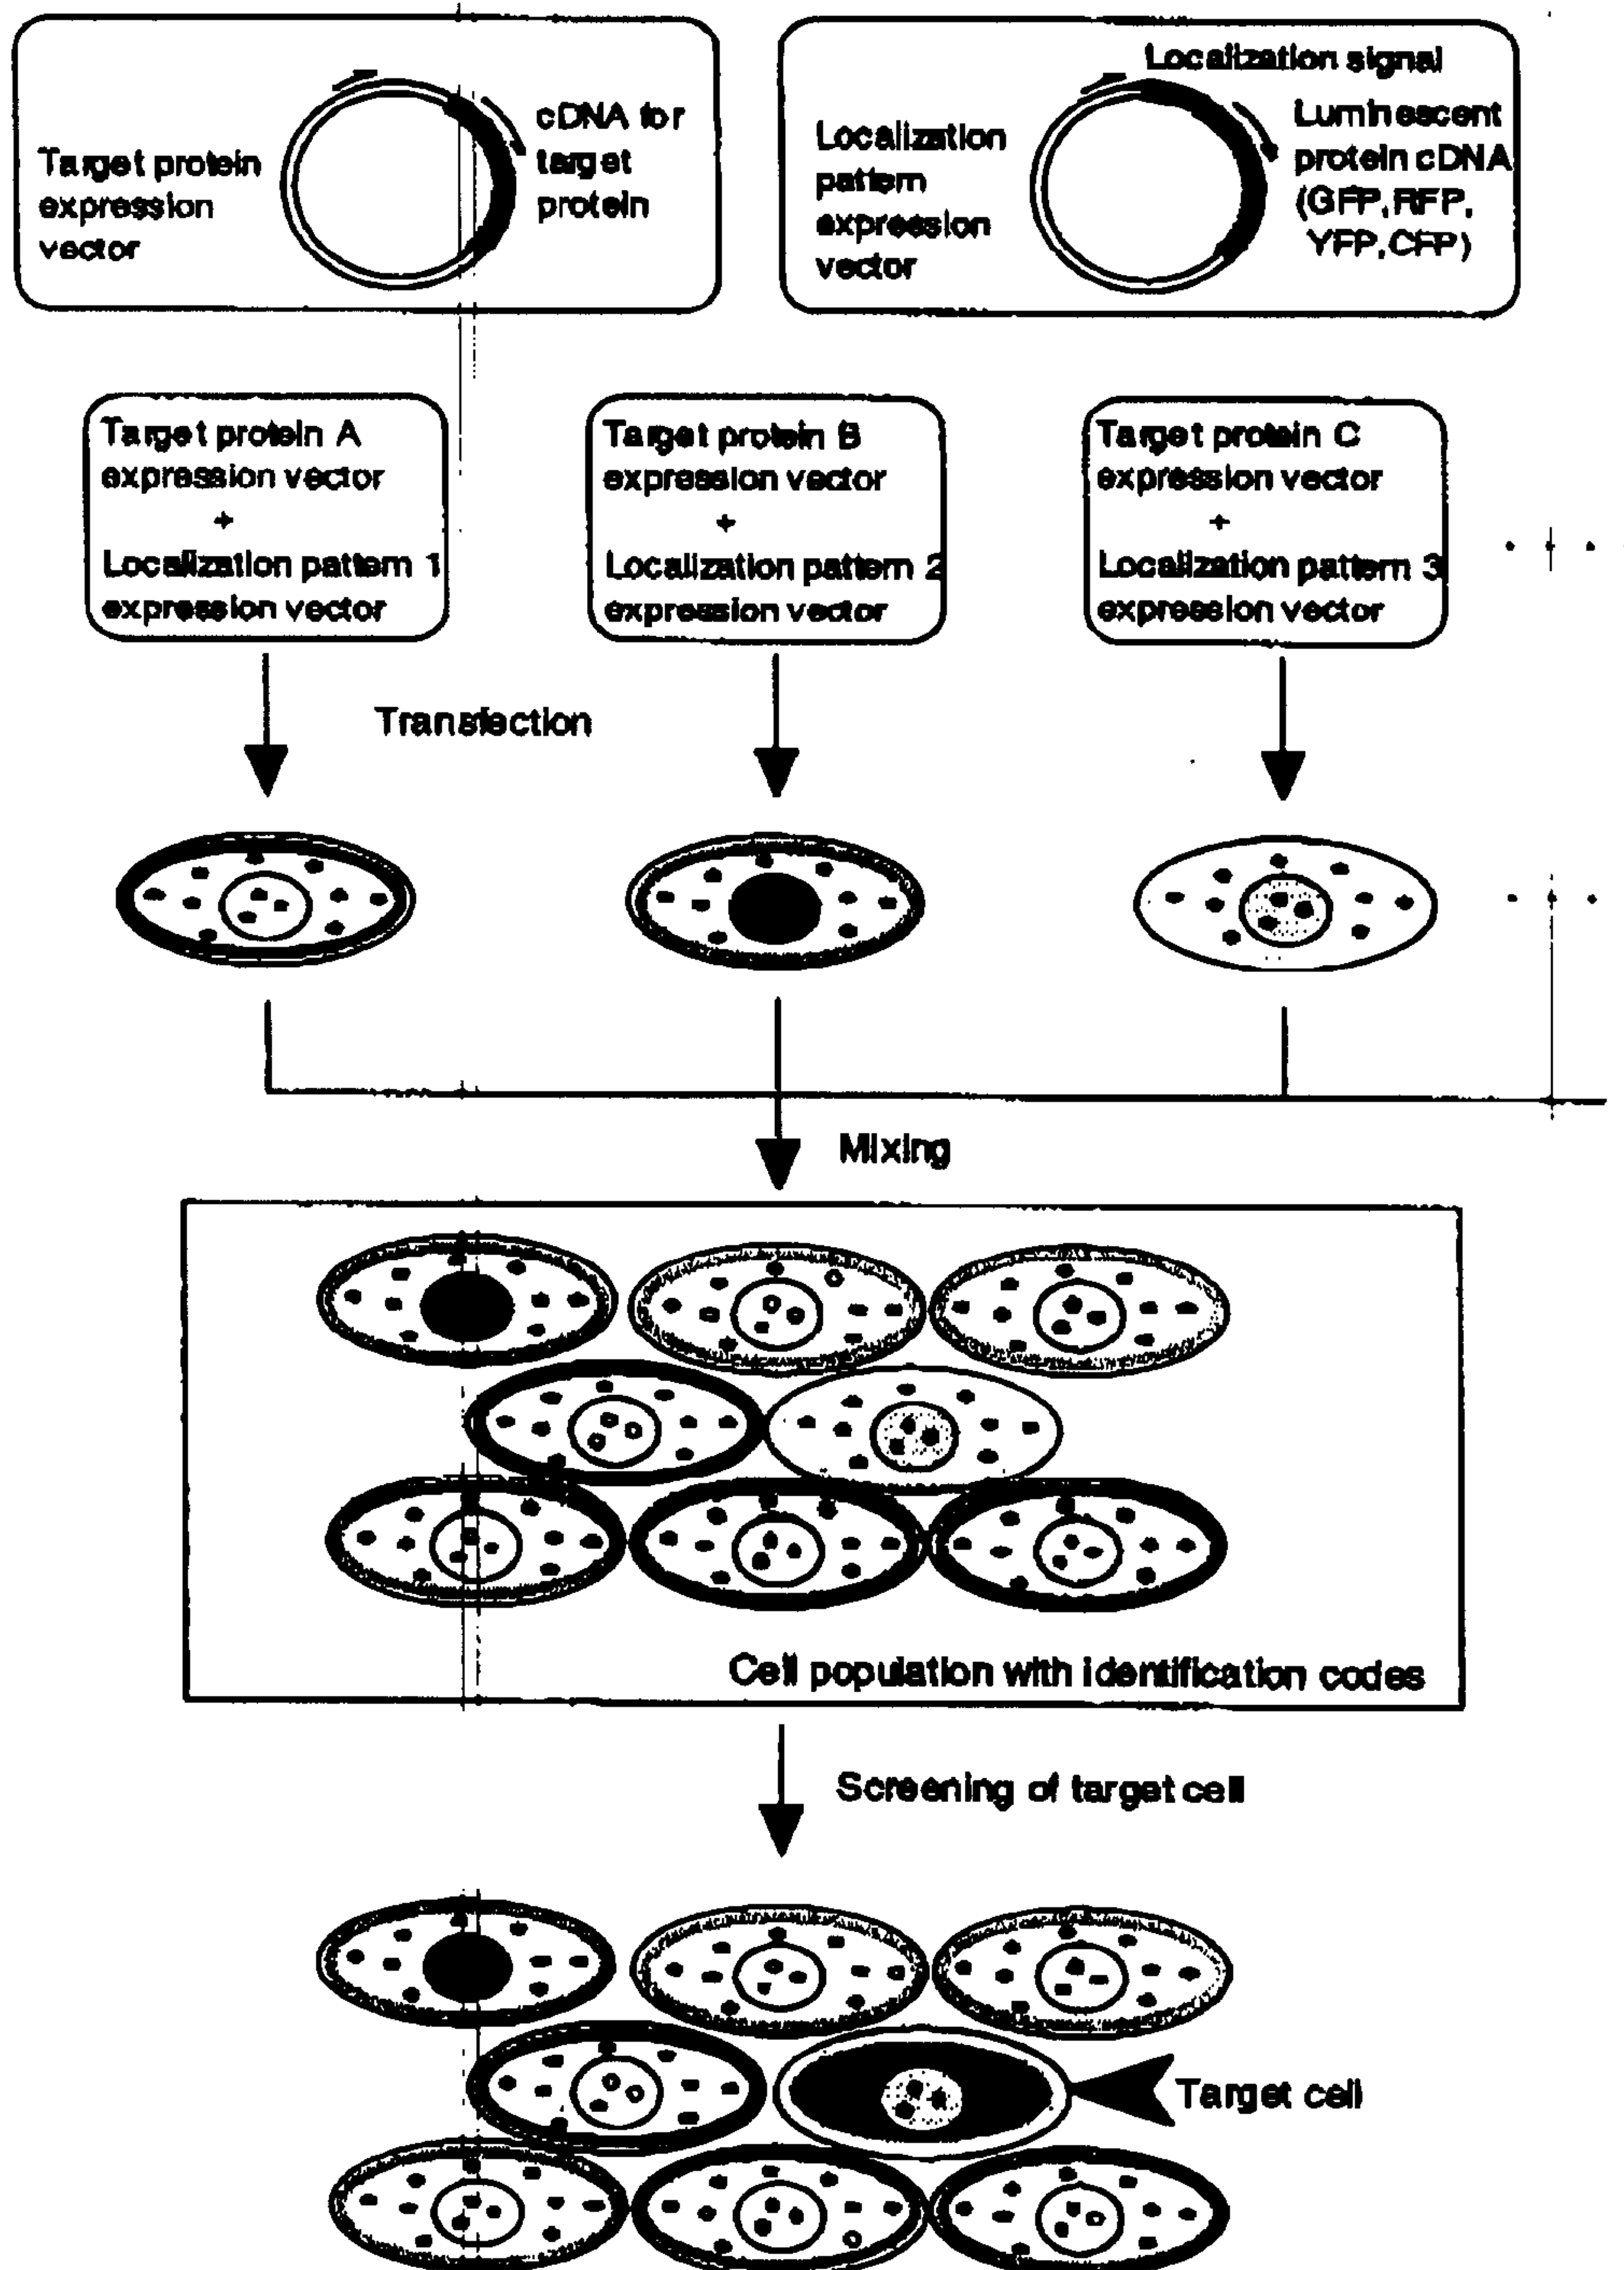 Target protein
expression
vector
cDNA for
target
protein
Localization signal
Localization
pattern
expression
vector
Luminescent
protein cDNA
(GFP,RFP,
YFP,CFP)
Target protein A
expression vector
+
Localization pattern 1
expression vector
Target protein B
expression vector
+
Localization pattern 2
expression vector
Target protein C
expression vector
+
Localization pattern 3
expression vector
Transfection
Mixing
Cell population with identification codes
Screening of target cell
Target cell